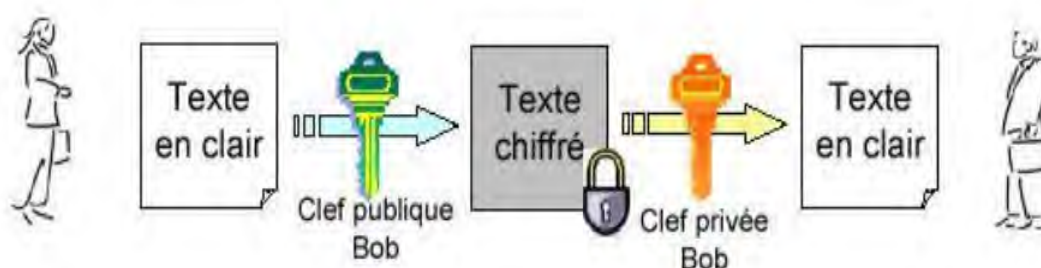 Texte
en clair
Clef publique
Bob
Texte
chiffré
Clef privée
Bob
Texte
en clair